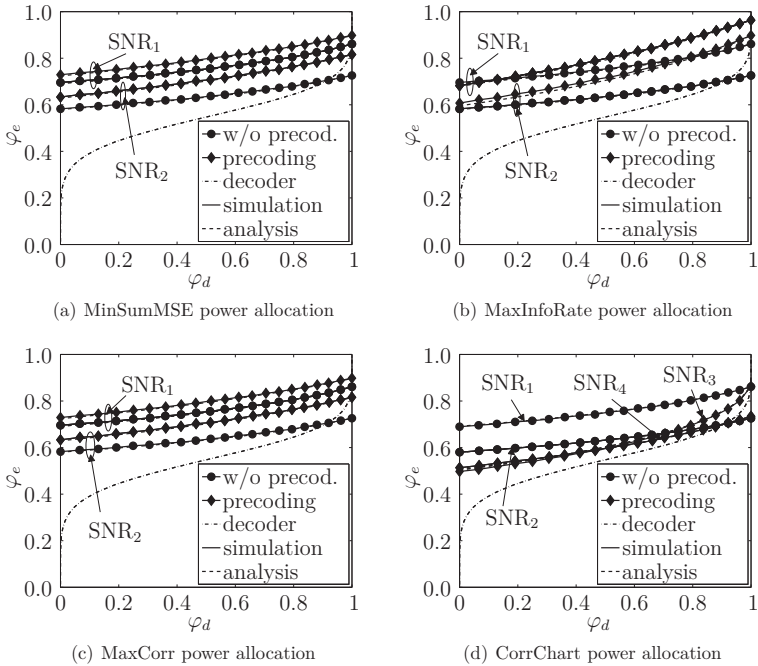 1.0
0.8
0.6
0.4
0.2
0.0
φe
0 0.2 0.4 0.6 0.8 1
φd
SNR1
SNR2
w/o precod.
precoding
decoder
simulation
analysis
(a) MinSumMSE power allocation
1.0
0.8
0.6
0.4
0.2
0.0
φe
0 0.2 0.4 0.6 0.8 1
φd
SNR1
SNR2
w/o precod.
precoding
decoder
simulation
analysis
(b) MaxInfoRate power allocation
1.0
0.8
0.6
0.4
0.2
0.0
φe
0 0.2 0.4 0.6 0.8 1
φd
SNR1
SNR2
w/o precod.
precoding
decoder
simulation
analysis
(c) MaxCorr power allocation
1.0
0.8
0.6
0.4
0.2
0.0
φe
0 0.2 0.4 0.6 0.8 1
φd
SNR1 SNR4 SNR3
SNR2
w/o precod.
precoding
decoder
simulation
analysis
(d) CorrChart power allocation